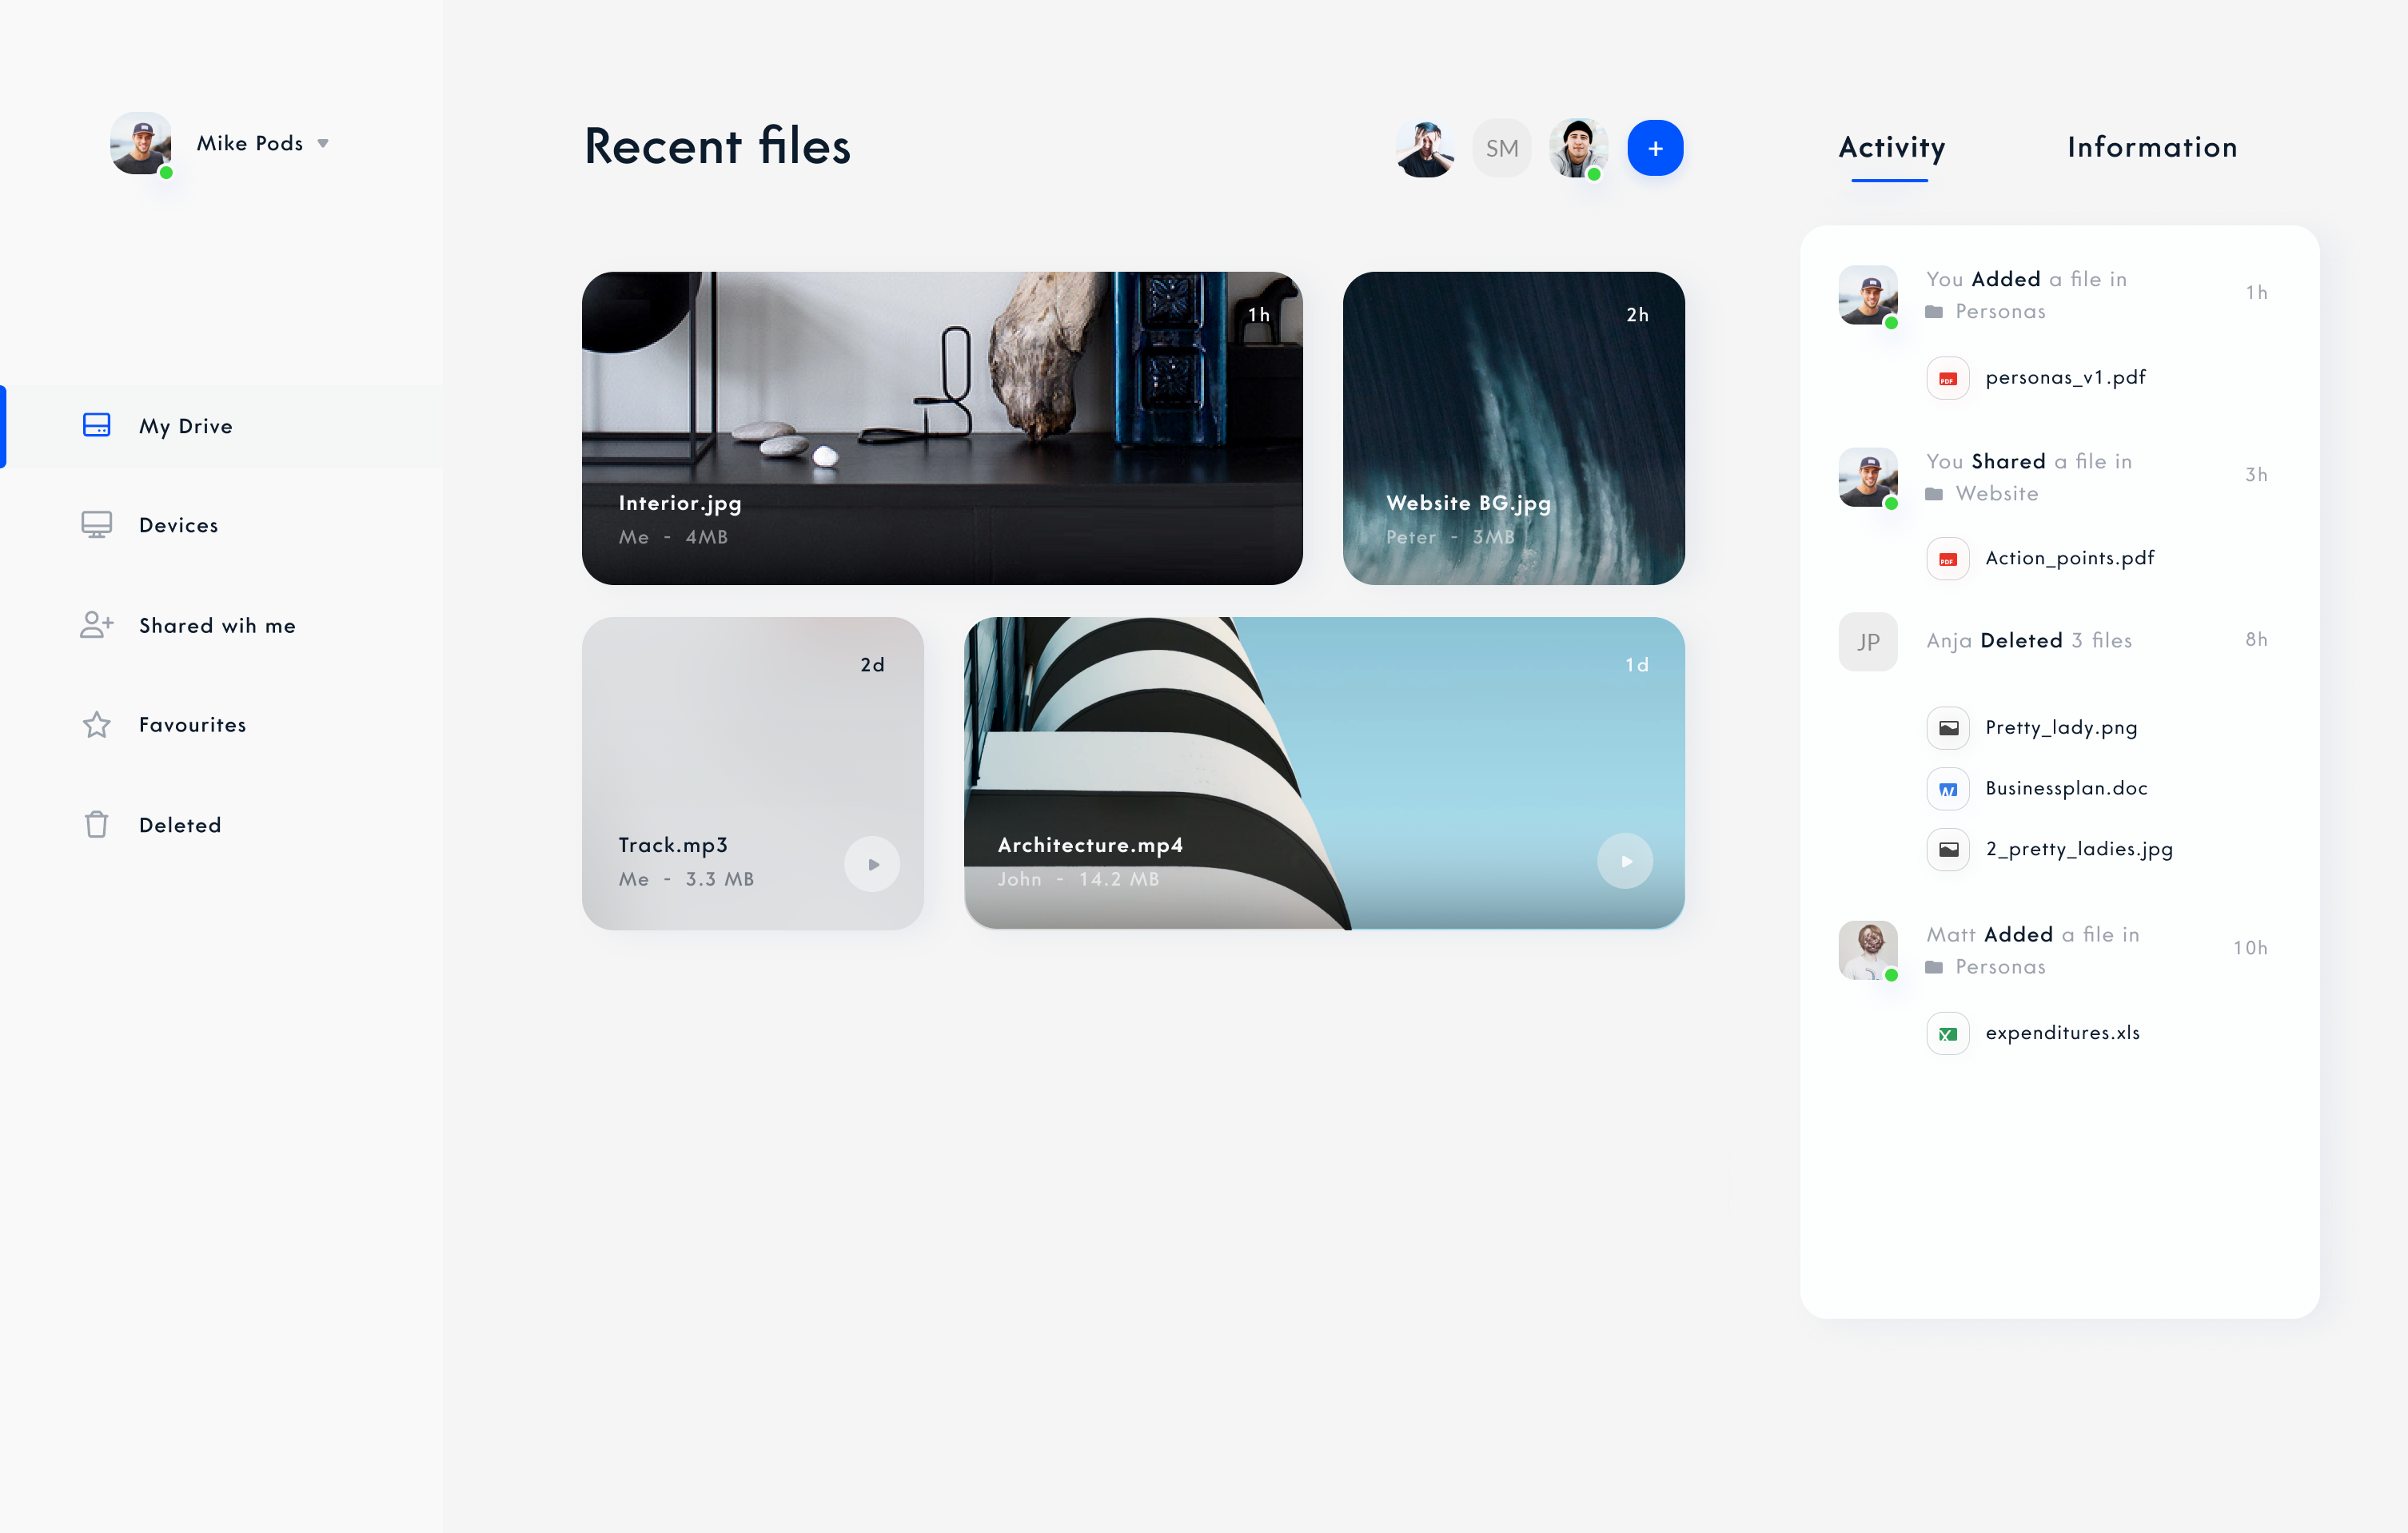 Mike Pods
My Drive
Devices
Shared wih me
Favourites
Deleted
Recent files
SM
+
1h
Interior.jpg
Me - 4MB
2h
Website BG.jpg
Peter - 3MB
2d
Track.mp3
Me - 3.3 MB
1d
Architecture.mp4
John - 14.2 MB
Activity
Information
You Added a file in
Personas
1h
PDF
personas_v1.pdf
You Shared a file in
Website
3h
PDF
Action_points.pdf
JP
Anja Deleted 3 files
8h
Pretty_lady.png
W
Businessplan.doc
2_pretty_ladies.jpg
Matt Added a file in
Personas
10h
X
expenditures.xls